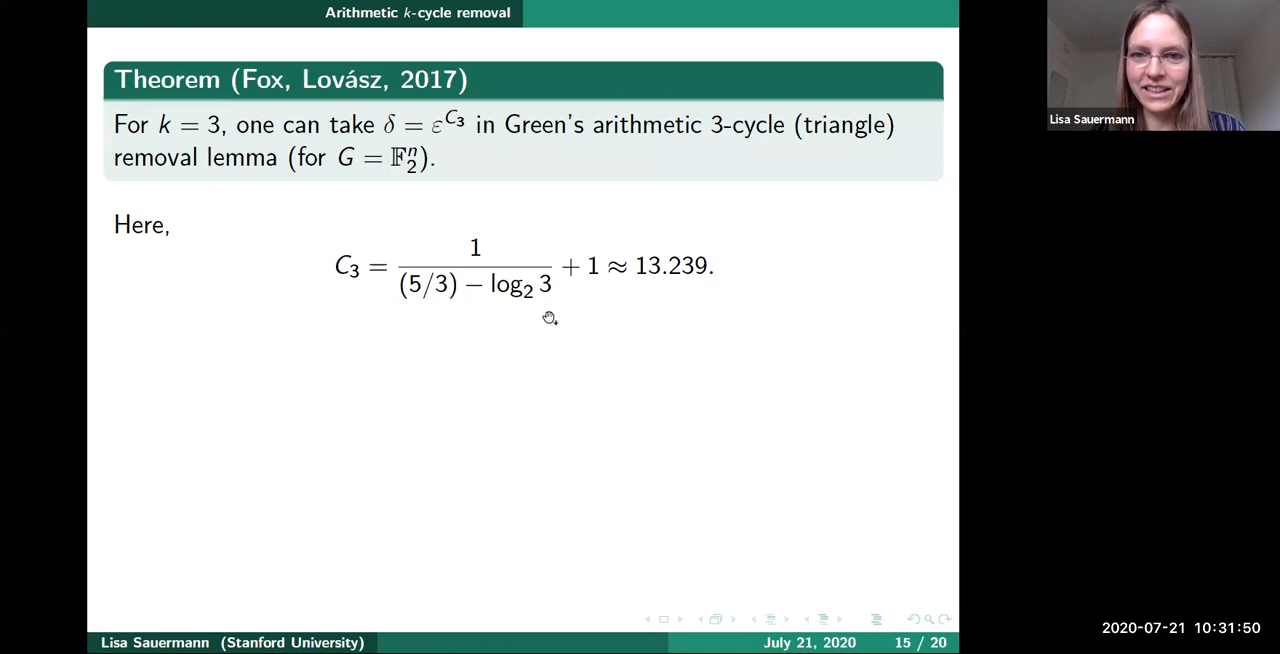 Arithmetic k-cycle removal
Theorem (Fox, Lovász, 2017)
For k = 3, one can take δ = ε^{C_3} in Green's arithmetic 3-cycle (triangle)
removal lemma (for G = 𝔽_2^n).
Here,
C_3 = \frac{1}{(5/3) − log_2 3} + 1 ≈ 13.239.
Lisa Sauermann
Lisa Sauermann (Stanford University)
July 21, 2020
15 / 20
2020-07-21 10:31:50